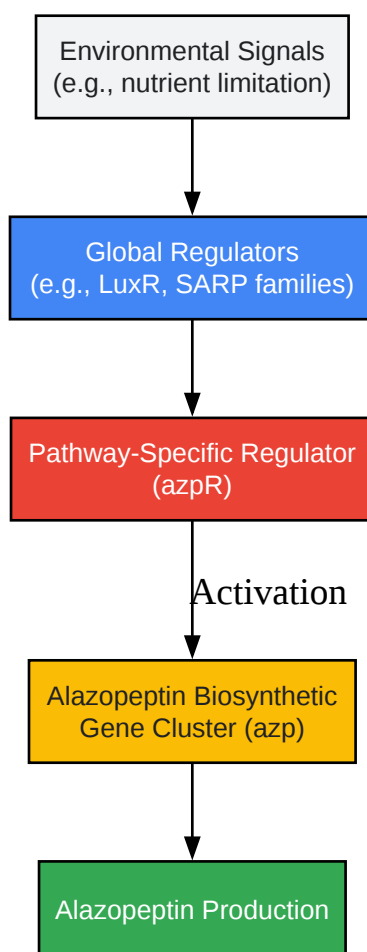 Environmental Signals
(e.g., nutrient limitation)
Global Regulators
(e.g., LuxR, SARP families)
Pathway-Specific Regulator
(azpR)
Activation
Alazopeptin Biosynthetic
Gene Cluster (azp)
Alazopeptin Production